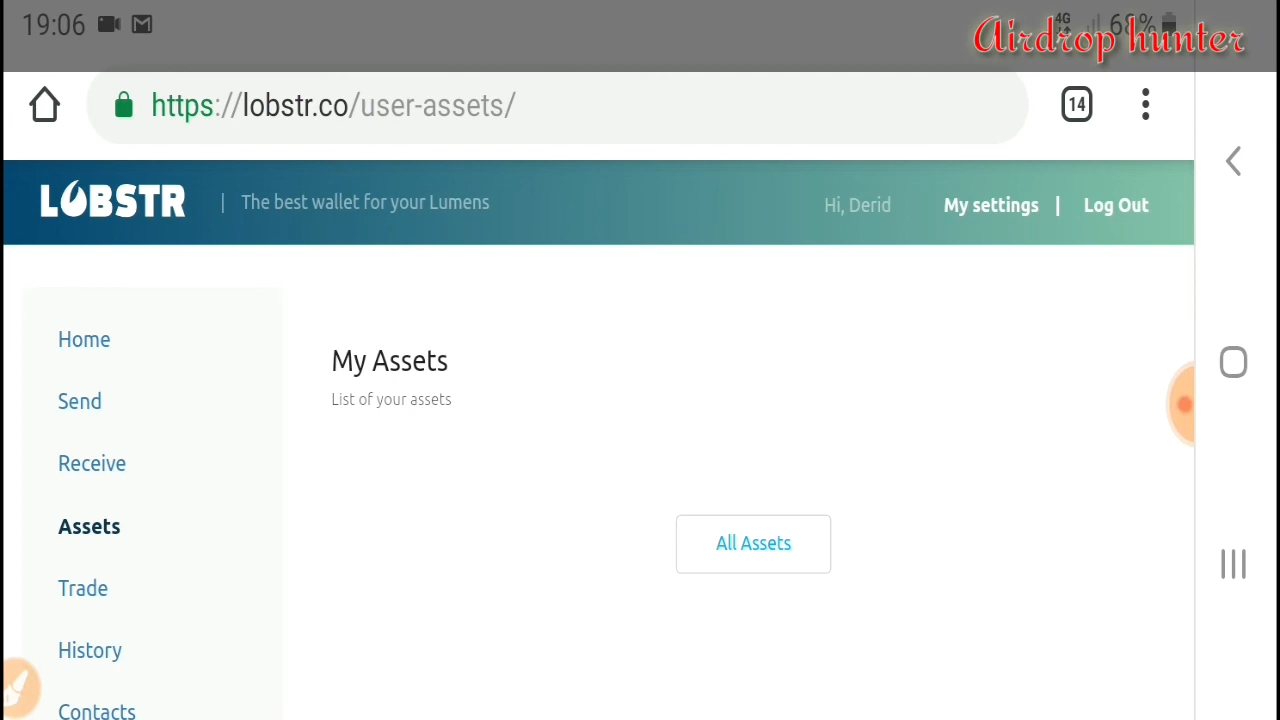 19:06
4G 68%
Airdrop hunter
https://lobstr.co/user-assets/
14
LOBSTR | The best wallet for your Lumens
Hi, Derid
My settings | Log Out
Home
Send
Receive
Assets
Trade
History
Contacts
My Assets
List of your assets
All Assets